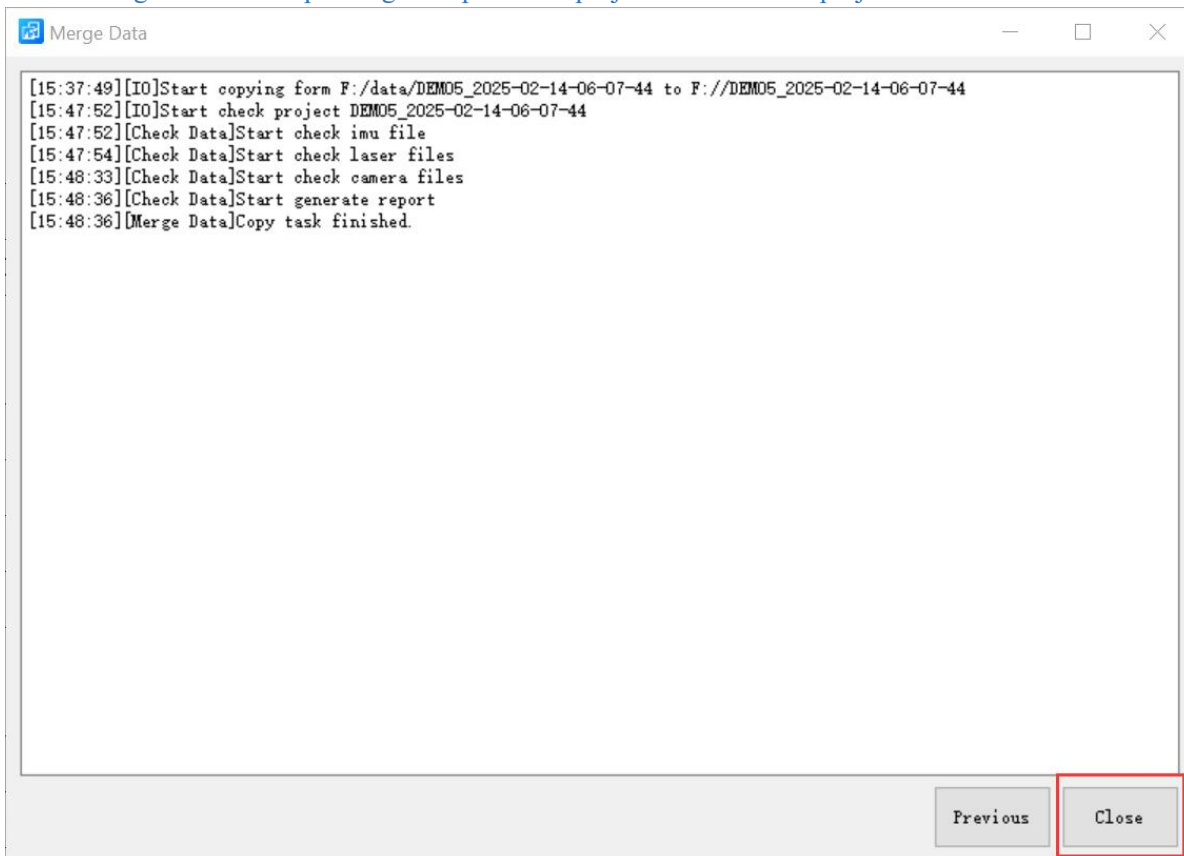 Merge Data
[15:37:49][IO]Start copying form F:/data/DEM05_2025-02-14-06-07-44 to F://DEM05_2025-02-14-06-07-44
[15:47:52][IO]Start check project DEM05_2025-02-14-06-07-44
[15:47:52][Check Data]Start check imu file
[15:47:54][Check Data]Start check laser files
[15:48:33][Check Data]Start check camera files
[15:48:36][Check Data]Start generate report
[15:48:36][Merge Data]Copy task finished.
Previous Close